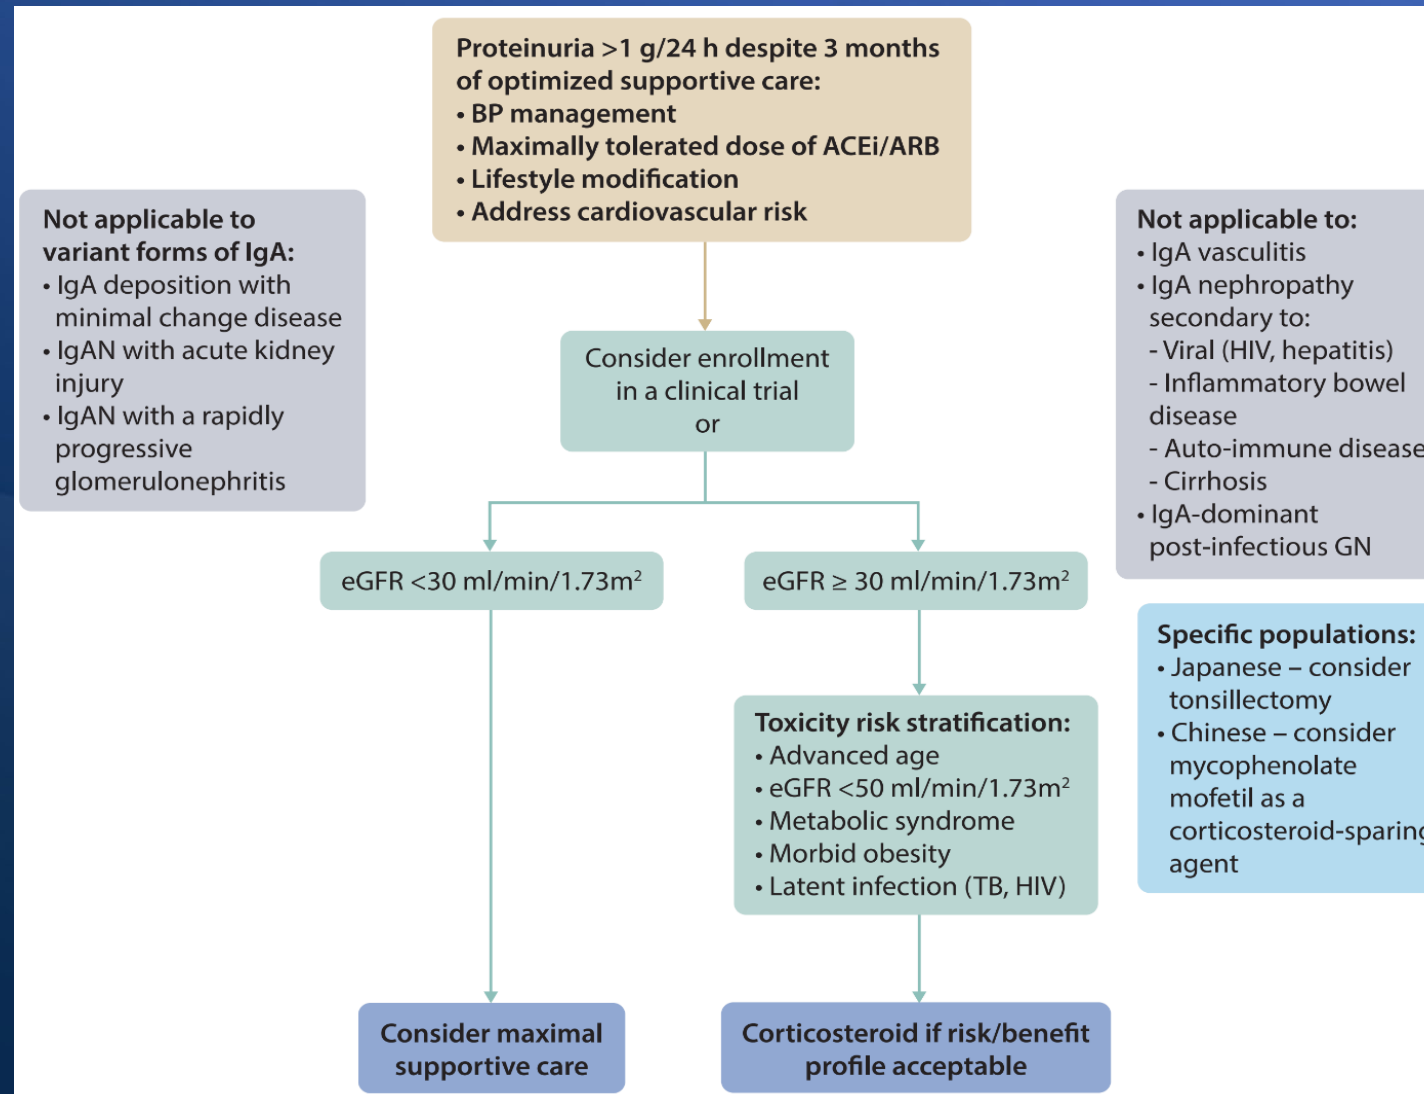 Proteinuria >1 g/24 h despite 3 months
of optimized supportive care:
• BP management
• Maximally tolerated dose of ACEi/ARB
• Lifestyle modification
• Address cardiovascular risk
Not applicable to
variant forms of IgA:
• IgA deposition with
minimal change disease
• IgAN with acute kidney
injury
• IgAN with a rapidly
progressive
glomerulonephritis
Not applicable to:
• IgA vasculitis
• IgA nephropathy
secondary to:
- Viral (HIV, hepatitis)
- Inflammatory bowel
disease
- Auto-immune disease
- Cirrhosis
• IgA-dominant
post-infectious GN
Consider enrollment
in a clinical trial
or
eGFR <30 ml/min/1.73m²
eGFR ≥ 30 ml/min/1.73m²
Specific populations:
• Japanese – consider
tonsillectomy
• Chinese – consider
mycophenolate
mofetil as a
corticosteroid-sparing
agent
Toxicity risk stratification:
• Advanced age
• eGFR <50 ml/min/1.73m²
• Metabolic syndrome
• Morbid obesity
• Latent infection (TB, HIV)
Consider maximal
supportive care
Corticosteroid if risk/benefit
profile acceptable